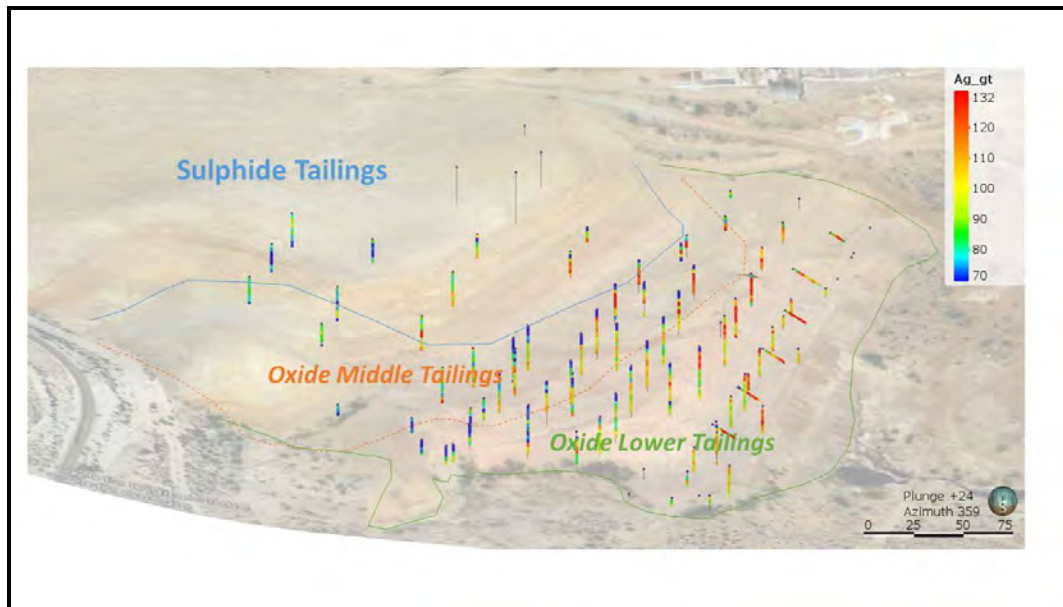 Ag_gt
132
120
110
100
90
80
70
Sulphide Tailings
Oxide Middle Tailings
Oxide Lower Tailings
Plunge +24
Azimuth 359
0 25 50 75